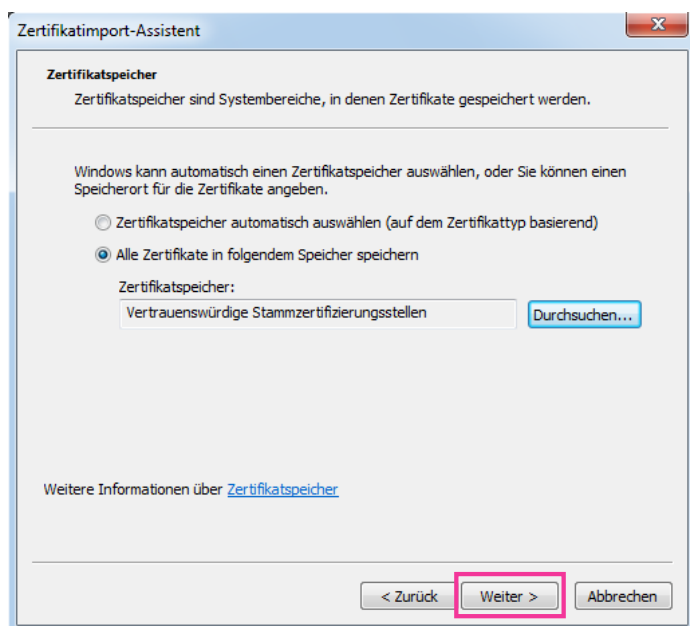 Zertifikatimport-Assistent
Zertifikatspeicher
Zertifikatspeicher sind Systembereiche, in denen Zertifikate gespeichert werden.
Windows kann automatisch einen Zertifikatspeicher auswählen, oder Sie können einen
Speicherort für die Zertifikate angeben.
Zertifikatspeicher automatisch auswählen (auf dem Zertifikattyp basierend)
Alle Zertifikate in folgendem Speicher speichern
Zertifikatspeicher:
Vertrauenswürdige Stammzertifizierungsstellen
Durchsuchen...
Weitere Informationen über Zertifikatspeicher
< Zurück
Weiter >
Abbrechen